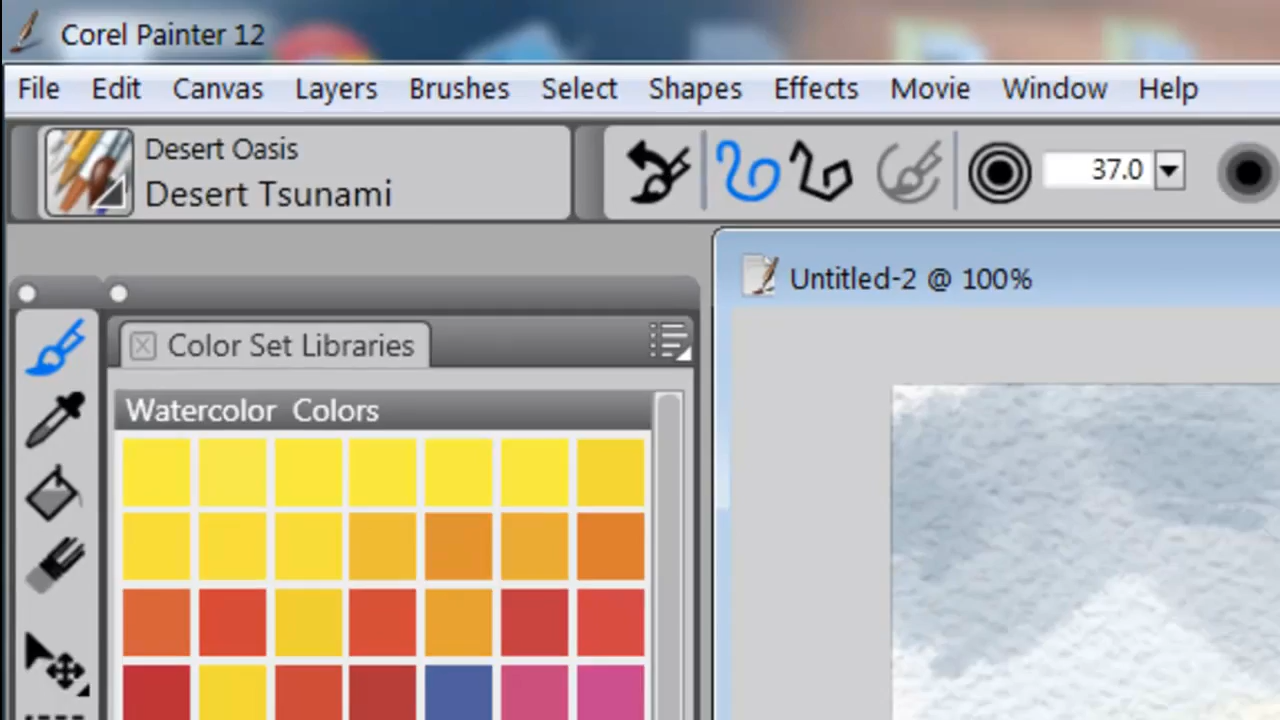 Corel Painter 12
File Edit Canvas Layers Brushes Select Shapes Effects Movie Window Help
Desert Oasis
Desert Tsunami
37.0
Untitled-2 @ 100%
Color Set Libraries
Watercolor Colors